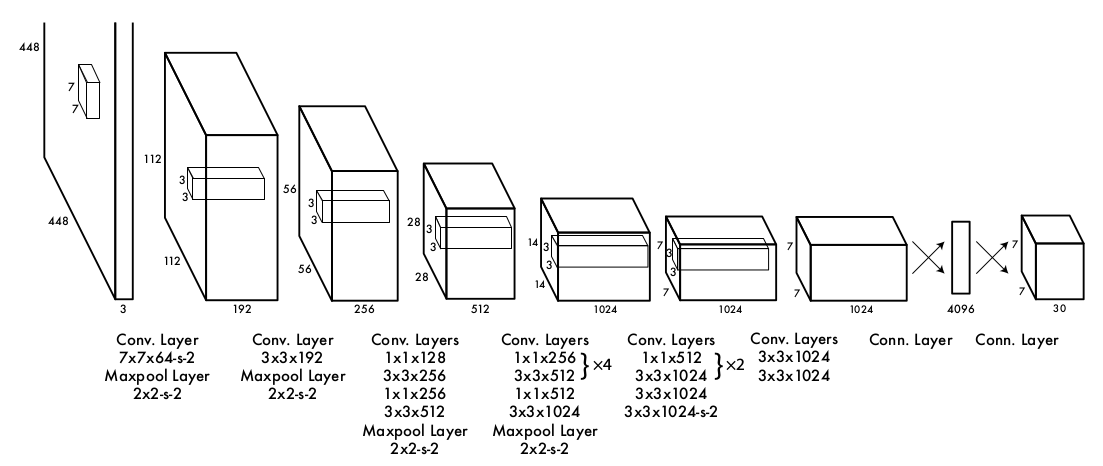 448
448
7
7
3
112
112
3
3
192
56
56
3
3
256
28
28
3
3
512
14
14
3
3
1024
7
7
3
3
1024
7
7
1024
4096
7
7
30
Conv. Layer
7x7x64-s-2
Maxpool Layer
2x2-s-2
Conv. Layer
3x3x192
Maxpool Layer
2x2-s-2
Conv. Layers
1x1x128
3x3x256
1x1x256
3x3x512
Maxpool Layer
2x2-s-2
Conv. Layers
1x1x256
3x3x512
}×4
1x1x512
3x3x1024
Maxpool Layer
2x2-s-2
Conv. Layers
1x1x512
3x3x1024
}×2
3x3x1024
3x3x1024-s-2
Conv. Layers
3x3x1024
3x3x1024
Conn. Layer
Conn. Layer